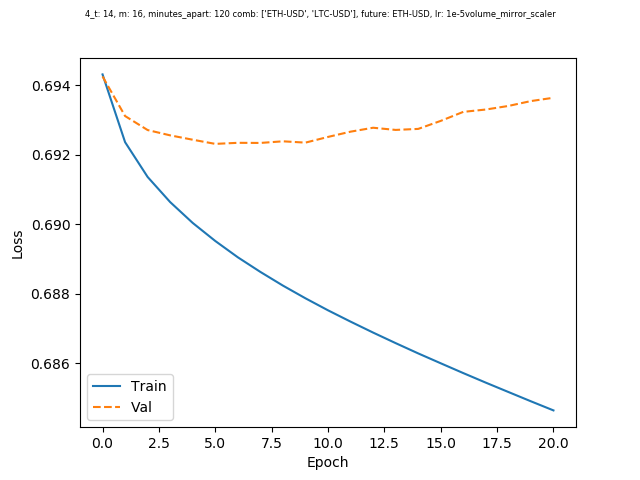 4_t: 14, m: 16, minutes_apart: 120 comb: ['ETH-USD', 'LTC-USD'], future: ETH-USD, lr: 1e-5volume_mirror_scaler
0.694
0.692
0.690
0.688
0.686
Loss
Train
Val
0.0 2.5 5.0 7.5 10.0 12.5 15.0 17.5 20.0
Epoch